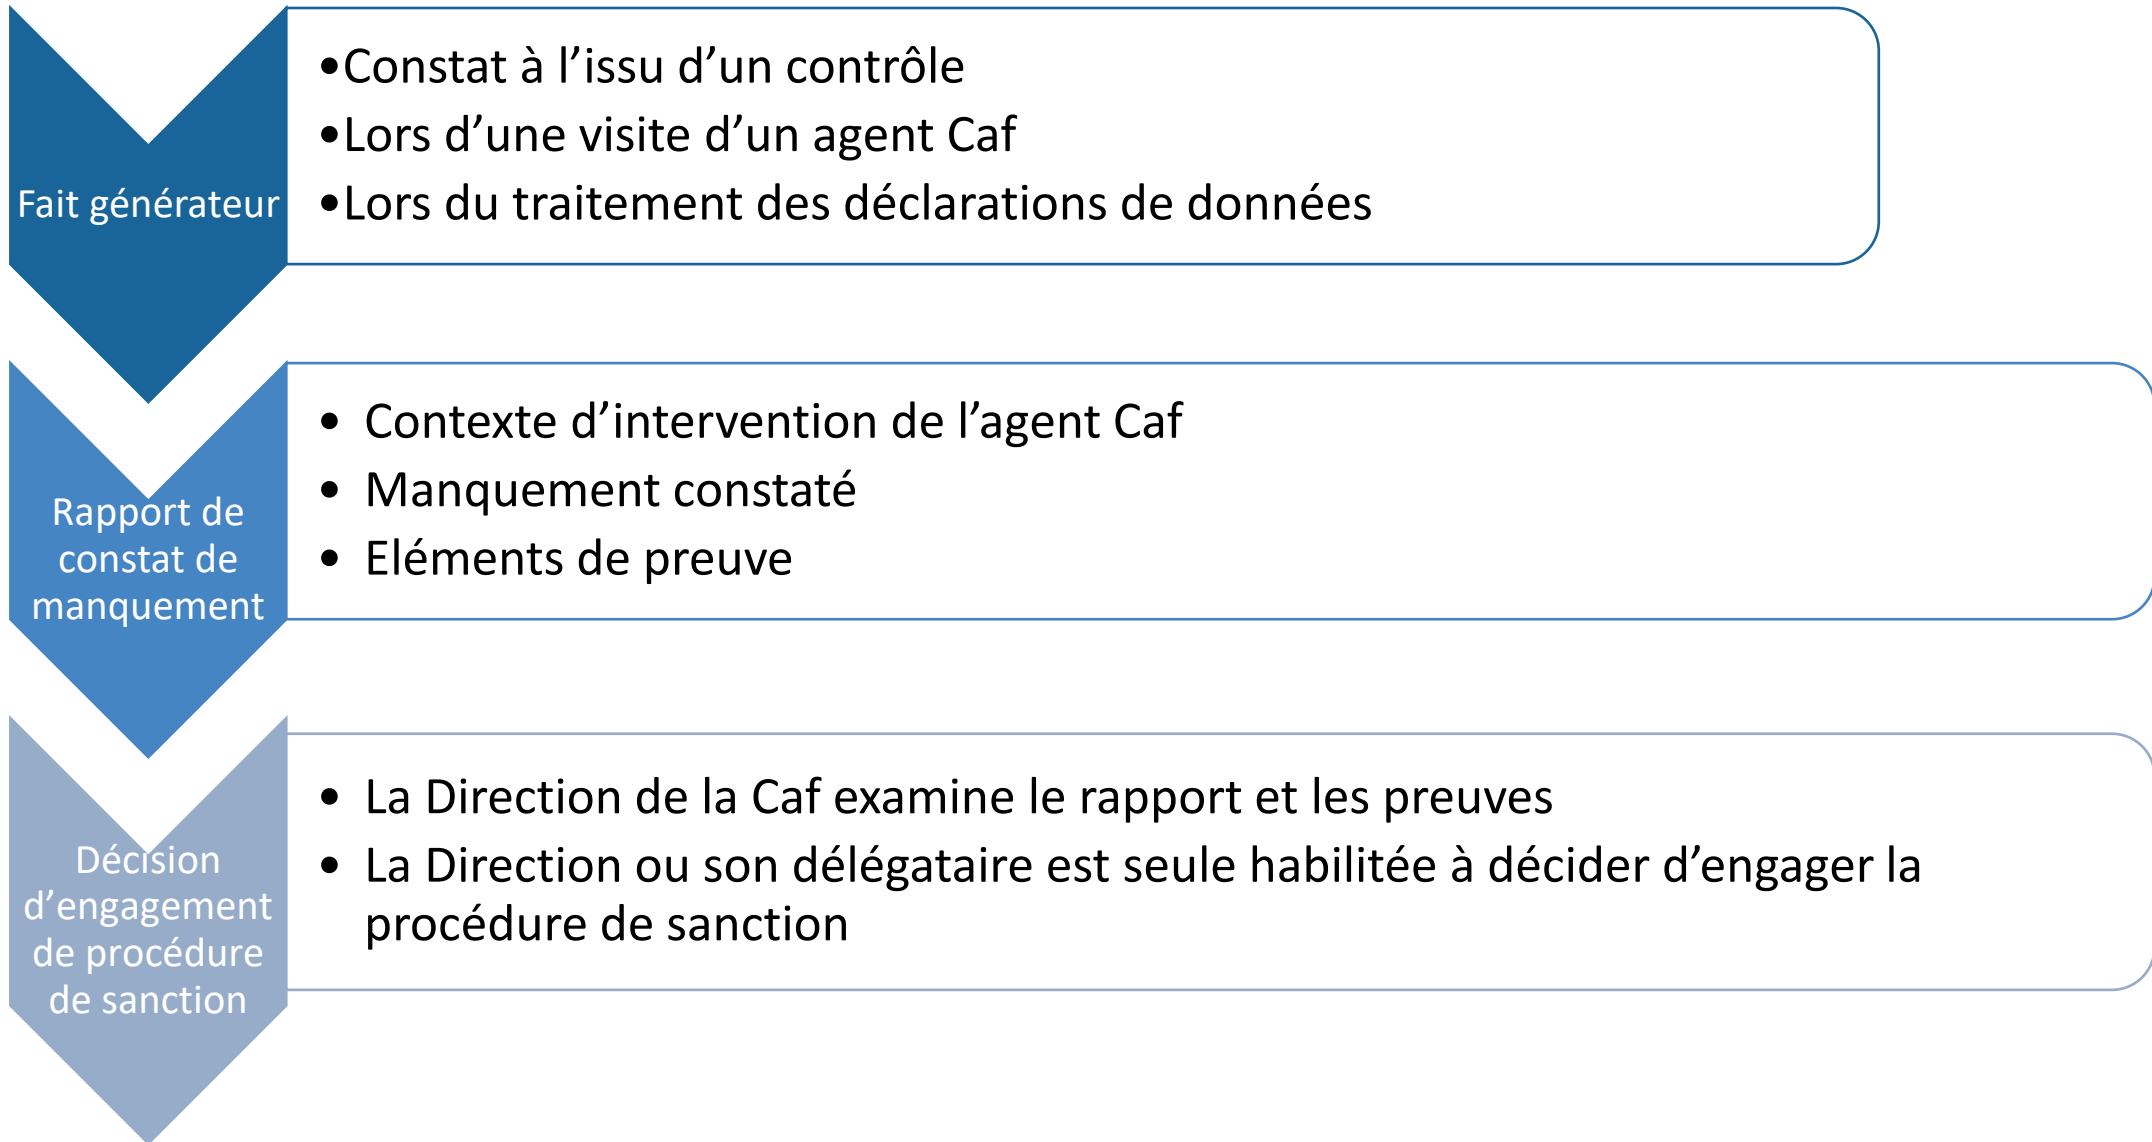 Fait générateur
•Constat à l’issu d’un contrôle
•Lors d’une visite d’un agent Caf
•Lors du traitement des déclarations de données
Rapport de
constat de
manquement
• Contexte d’intervention de l’agent Caf
• Manquement constaté
• Eléments de preuve
Décision
d’engagement
de procédure
de sanction
• La Direction de la Caf examine le rapport et les preuves
• La Direction ou son délégataire est seule habilitée à décider d’engager la
procédure de sanction